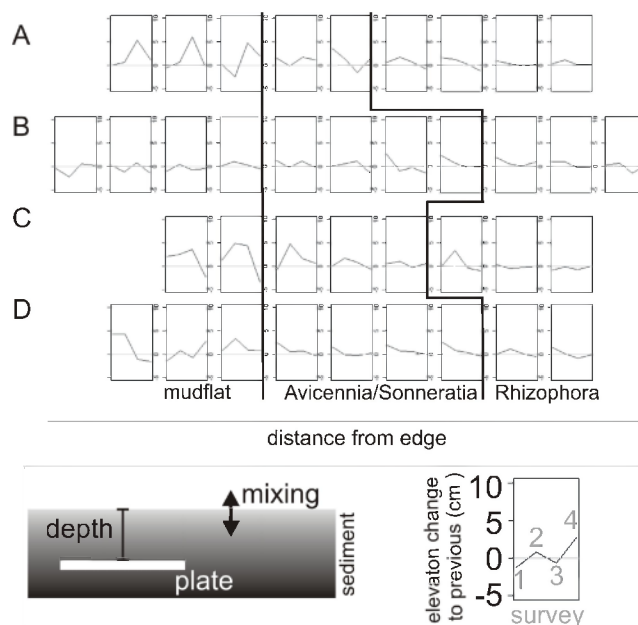 A
B
C
D
mudflat Avicennia/Sonneratia Rhizophora
distance from edge
mixing
depth
plate
sediment
elevaton change
to previous (cm)
10
5
0
-5
1 2 3 4
survey